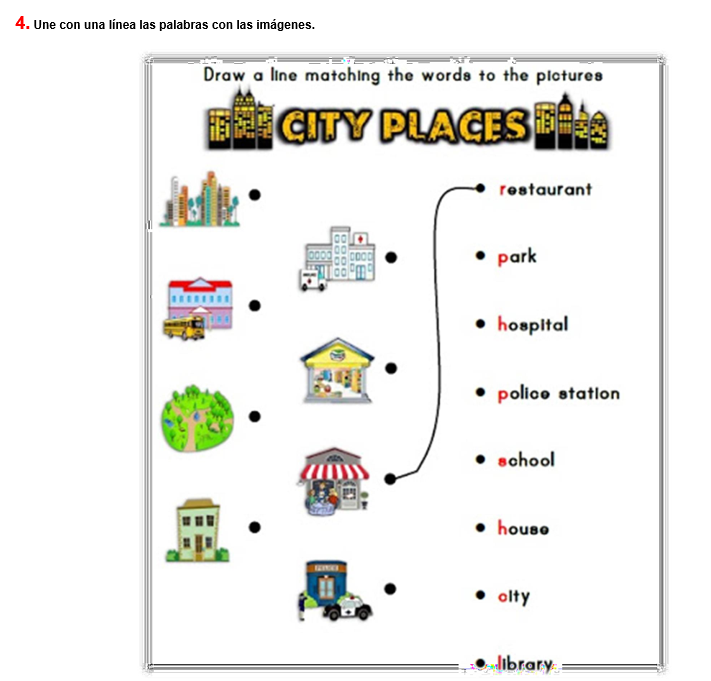 4. Une con una línea las palabras con las imágenes.
Draw a line matching the words to the pictures
CITY PLACES
restaurant
park
hospital
police station
school
house
city
library